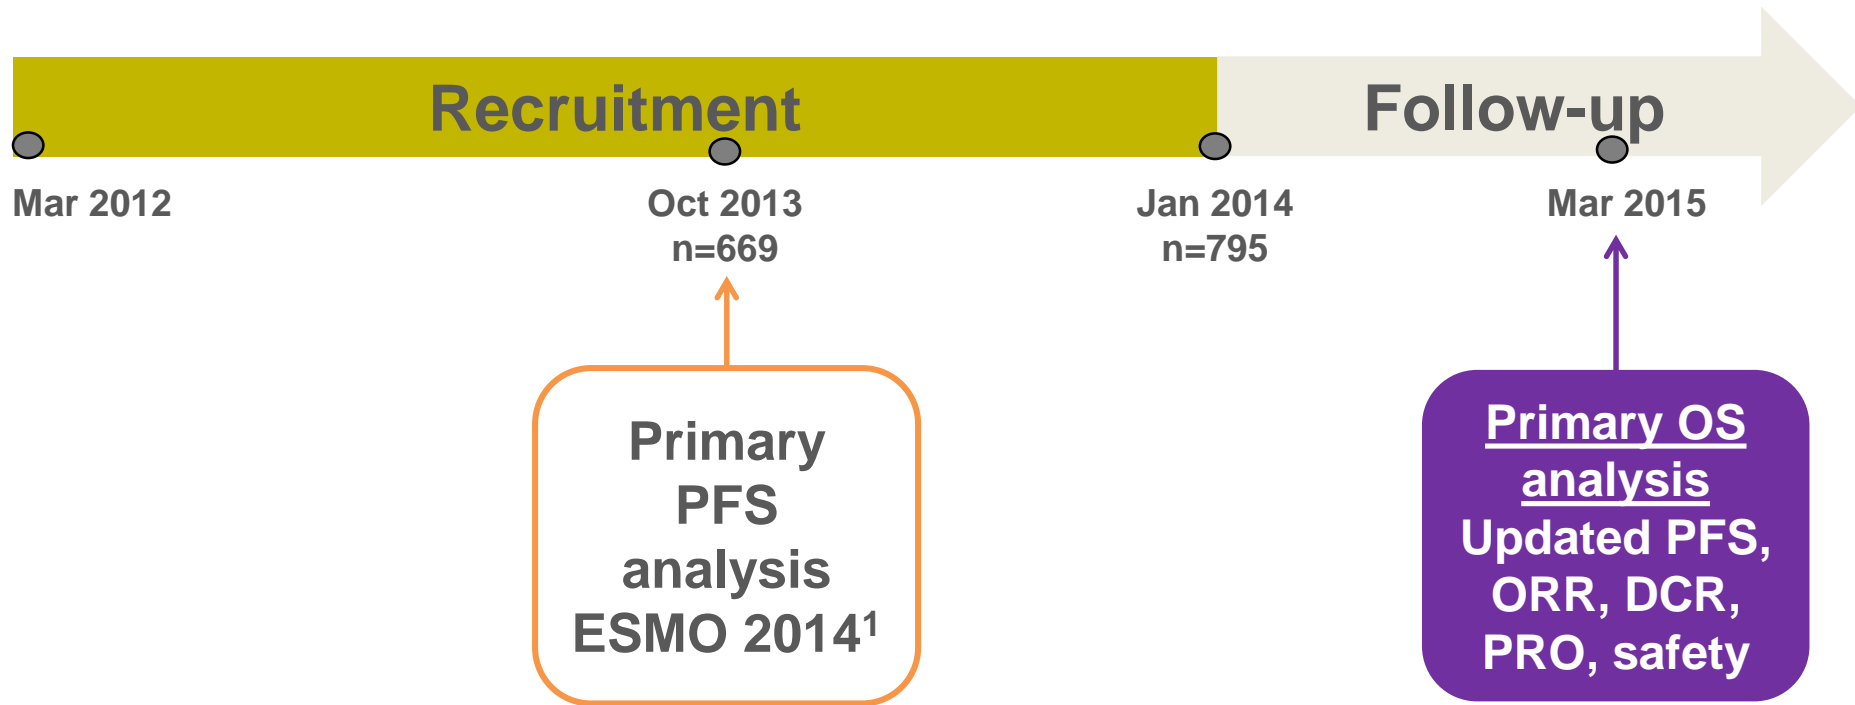 Recruitment
Follow-up
Mar 2012
Oct 2013
n=669
Jan 2014
n=795
Mar 2015
Primary
PFS
analysis
ESMO 2014¹
Primary OS
analysis
Updated PFS,
ORR, DCR,
PRO, safety